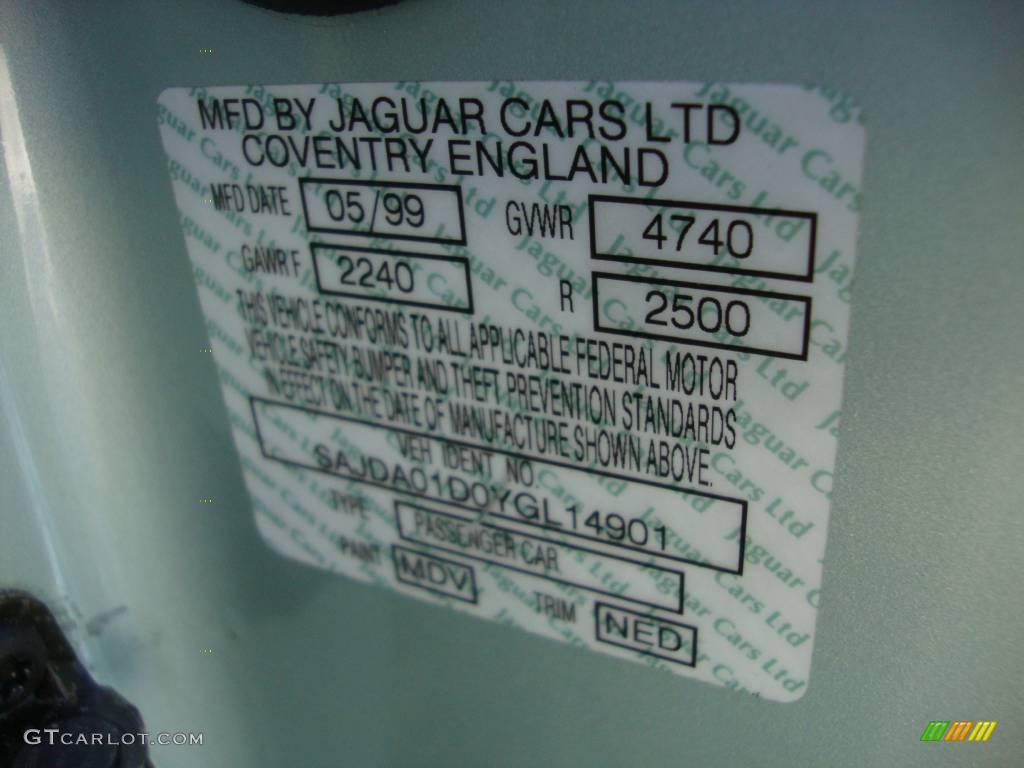 MFD BY JAGUAR CARS LTD
COVENTRY ENGLAND
MFD DATE 05/99 GVWR 4740
GAWR F 2240 R 2500
THIS VEHICLE CONFORMS TO ALL APPLICABLE FEDERAL MOTOR
VEHICLE SAFETY BUMPER AND THEFT PREVENTION STANDARDS
IN EFFECT ON THE DATE OF MANUFACTURE SHOWN ABOVE.
VEH IDENT NO.
SAJDA01D0YGL14901
TYPE PASSENGER CAR
PAINT MDV TRIM NED
GTCARLOT.COM